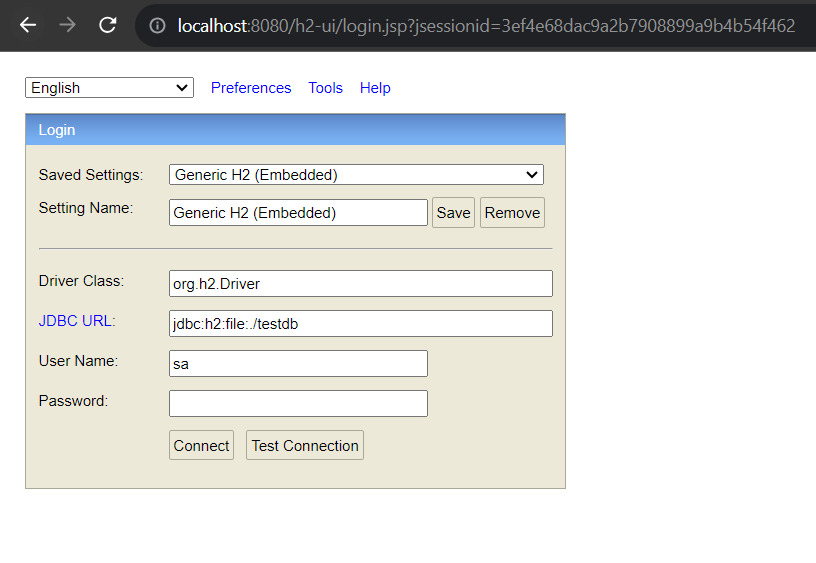 localhost:8080/h2-ui/login.jsp?jsessionid=3ef4e68dac9a2b7908899a9b4b54f462
English Preferences Tools Help
Login
Saved Settings: Generic H2 (Embedded)
Setting Name: Generic H2 (Embedded) Save Remove
Driver Class: org.h2.Driver
JDBC URL: jdbc:h2:file:./testdb
User Name: sa
Password:
Connect Test Connection